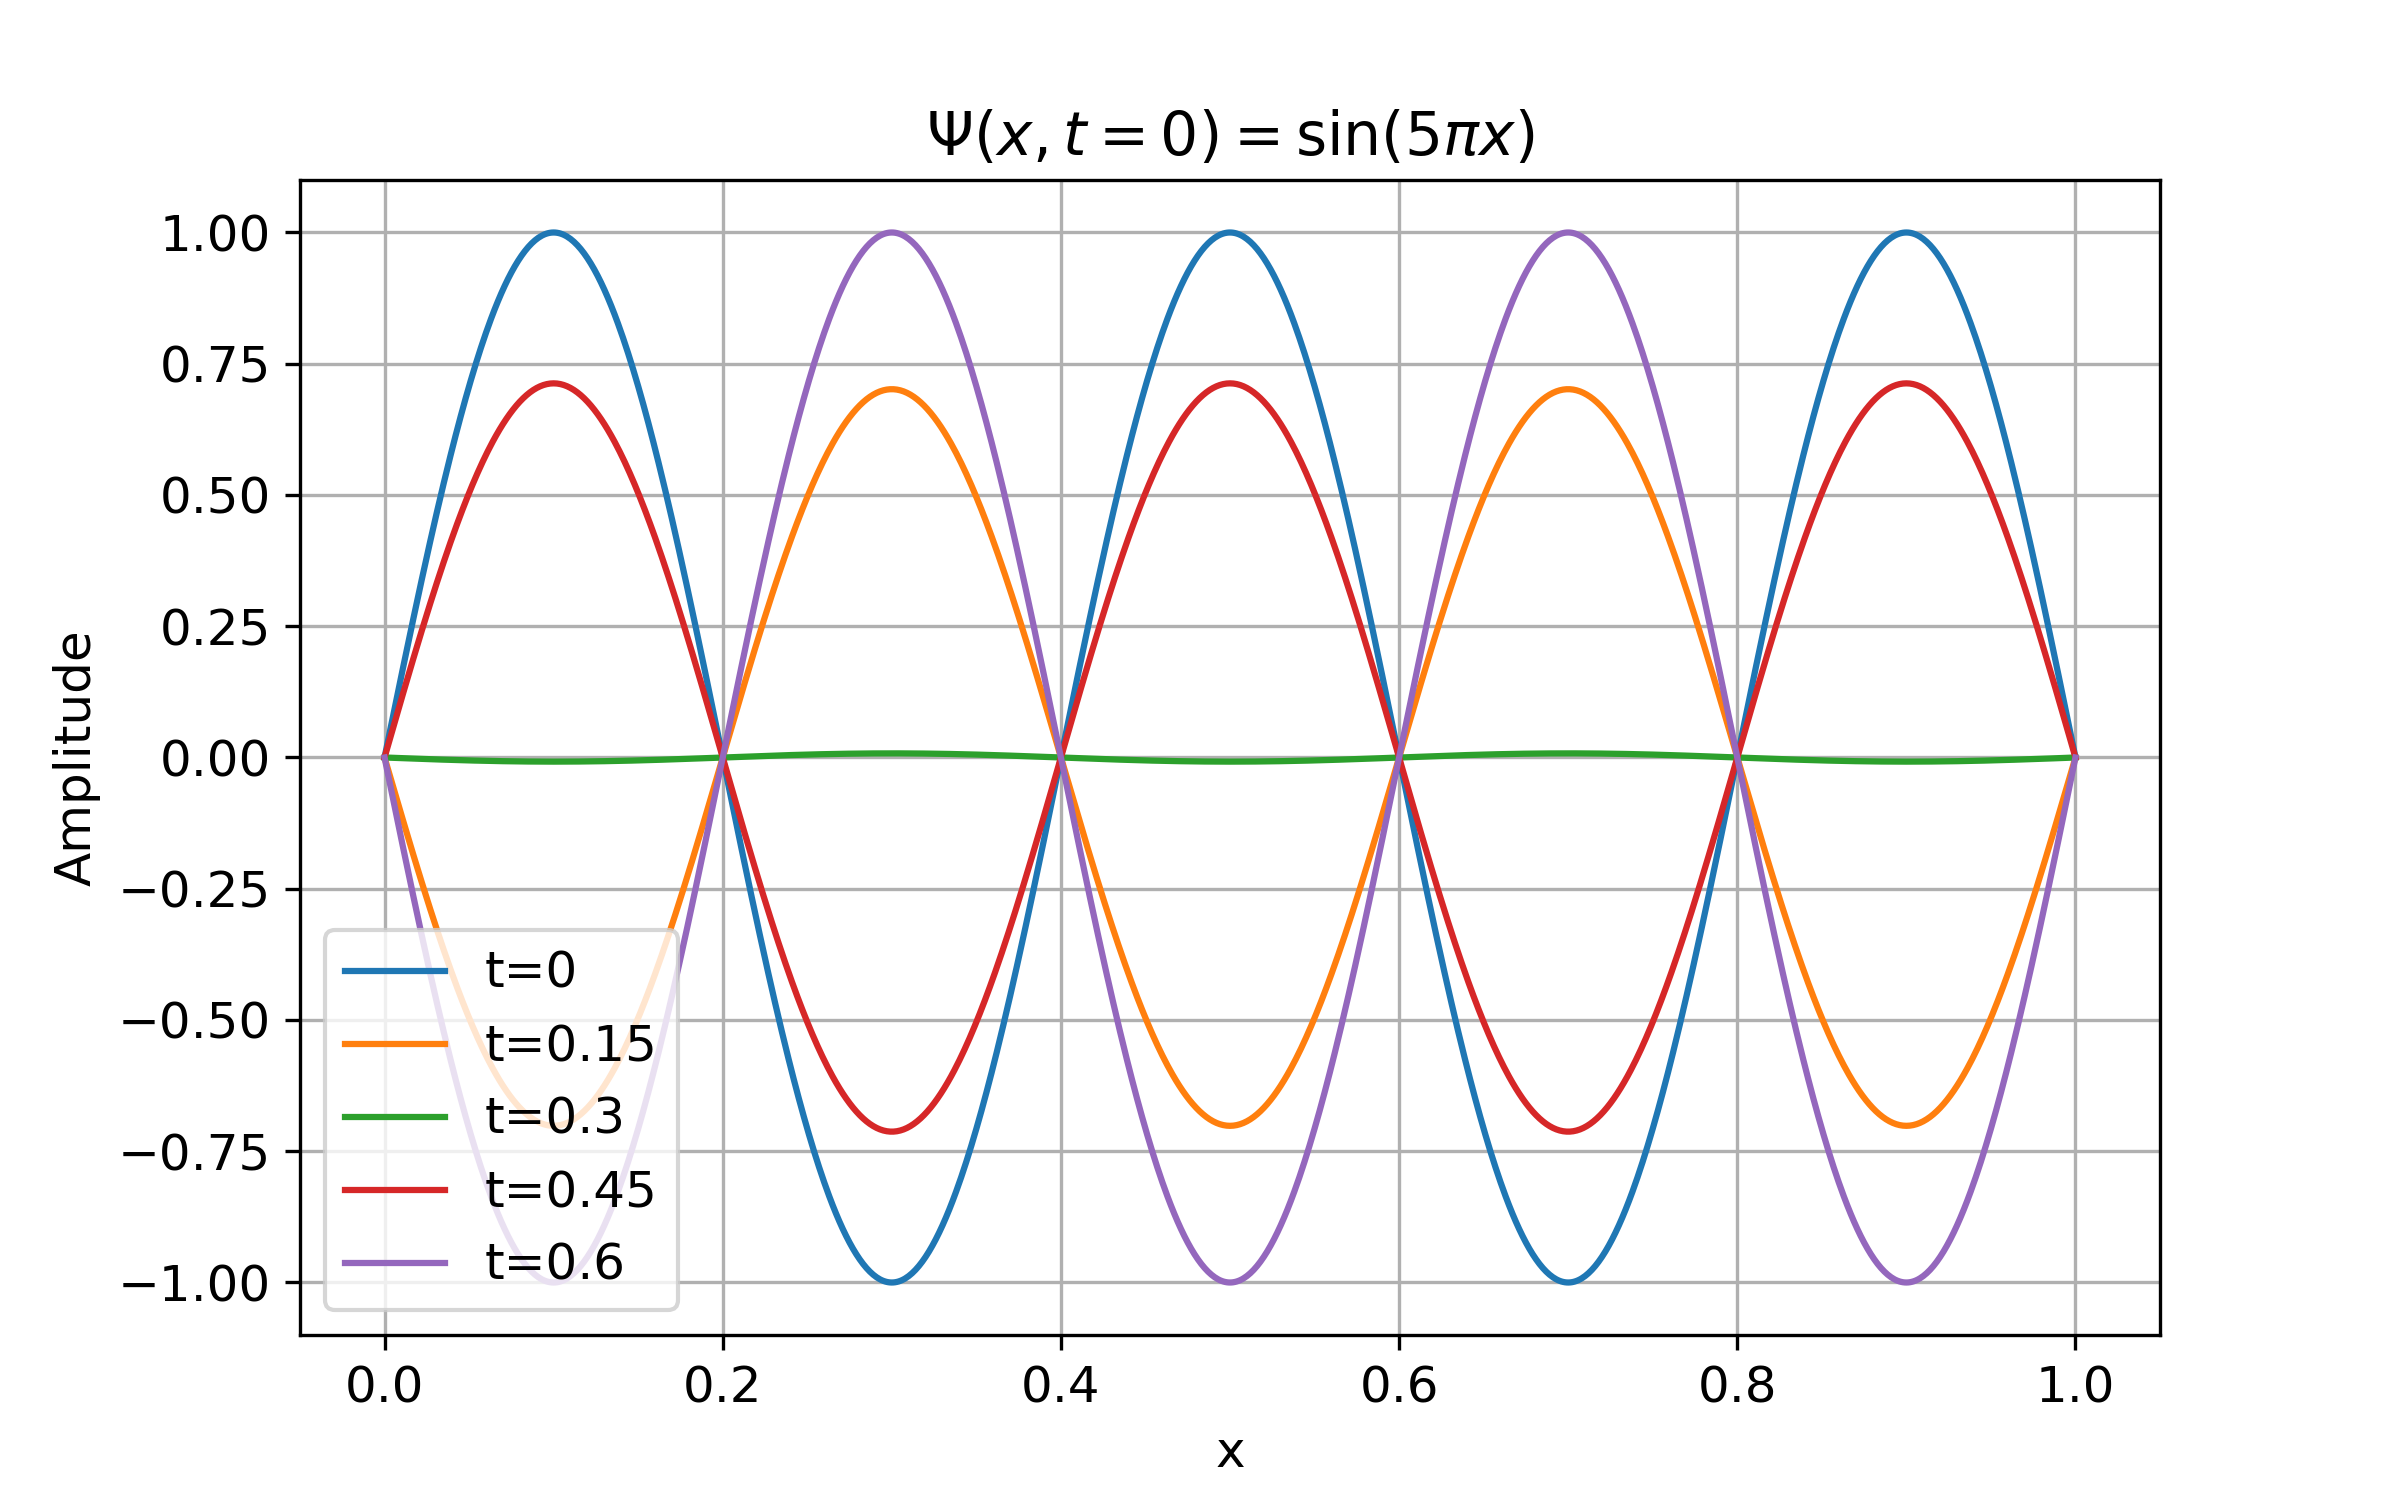 Ψ(x, t = 0) = sin(5πx)
1.00
0.75
0.50
0.25
0.00
−0.25
−0.50
−0.75
−1.00
Amplitude
t=0
t=0.15
t=0.3
t=0.45
t=0.6
0.0 0.2 0.4 0.6 0.8 1.0
x